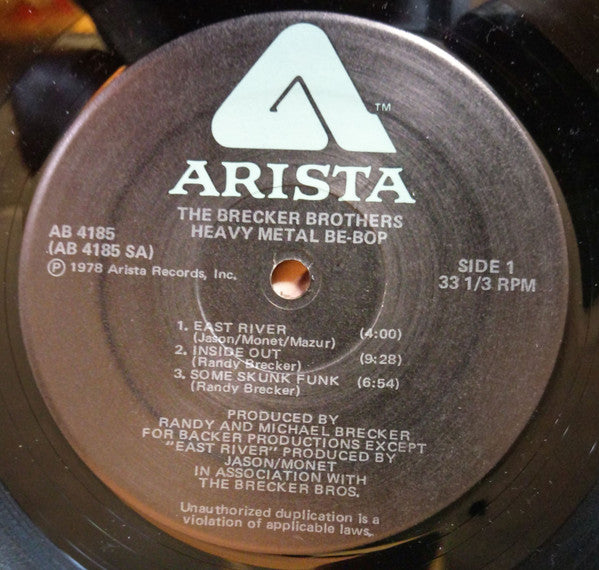 TM
ARISTA
THE BRECKER BROTHERS
HEAVY METAL BE-BOP
AB 4185
(AB 4185 SA)
Ⓟ 1978 Arista Records, Inc.
SIDE 1
33 1/3 RPM
1. EAST RIVER (4:00)
(Jason/Monet/Mazur)
2. INSIDE OUT (9:28)
(Randy Brecker)
3. SOME SKUNK FUNK (6:54)
(Randy Brecker)
PRODUCED BY
RANDY AND MICHAEL BRECKER
FOR BACKER PRODUCTIONS EXCEPT
"EAST RIVER" PRODUCED BY
JASON/MONET
IN ASSOCIATION WITH
THE BRECKER BROS.
Unauthorized duplication is a
violation of applicable laws.